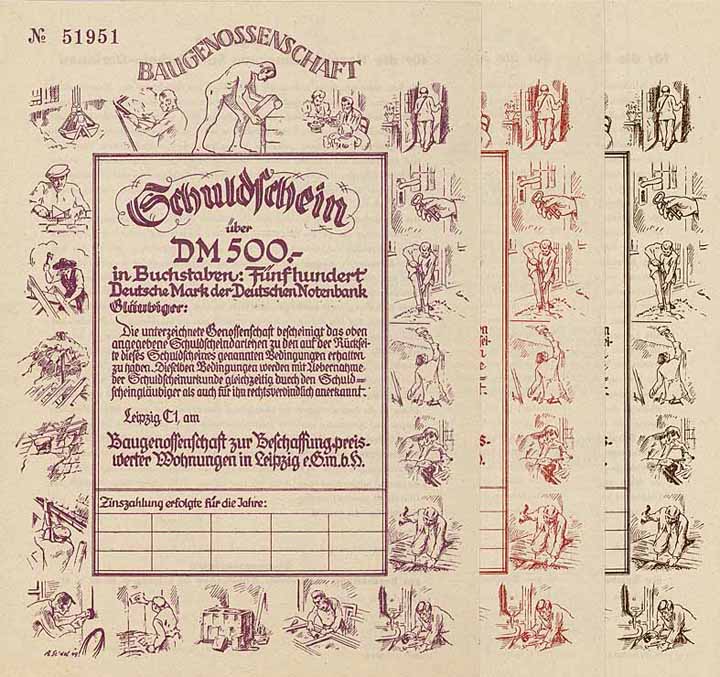 № 51951
BAUGENOSSENSCHAFT
Schuldschein
über
DM 500,-
in Buchstaben: Fünfhundert
Deutsche Mark der Deutschen Notenbank
Gläubiger:
Die unterzeichnete Genossenschaft bescheinigt das oben
angegebene Schuldscheindarlehen zu den auf der Rücksei-
te dieses Schuldscheines genannten Bedingungen erhalten
zu haben. Dieselben Bedingungen werden mit Uebernahme
der Schuldscheinurkunde gleichzeitig durch den Schuld=
scheingläubiger als auch für ihn rechtsverbindlich anerkannt.
Leipzig C1, am
Baugenossenschaft zur Beschaffung preis-
werter Wohnungen in Leipzig e.G.m.b.H.
Zinszahlung erfolgte für die Jahre: